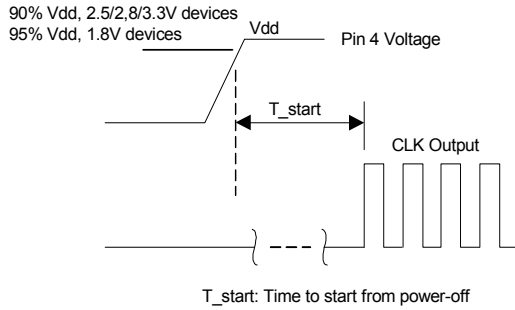 90% Vdd, 2.5/2,8/3.3V devices
95% Vdd, 1.8V devices
Vdd
Pin 4 Voltage
T_start
CLK Output
T_start: Time to start from power-off